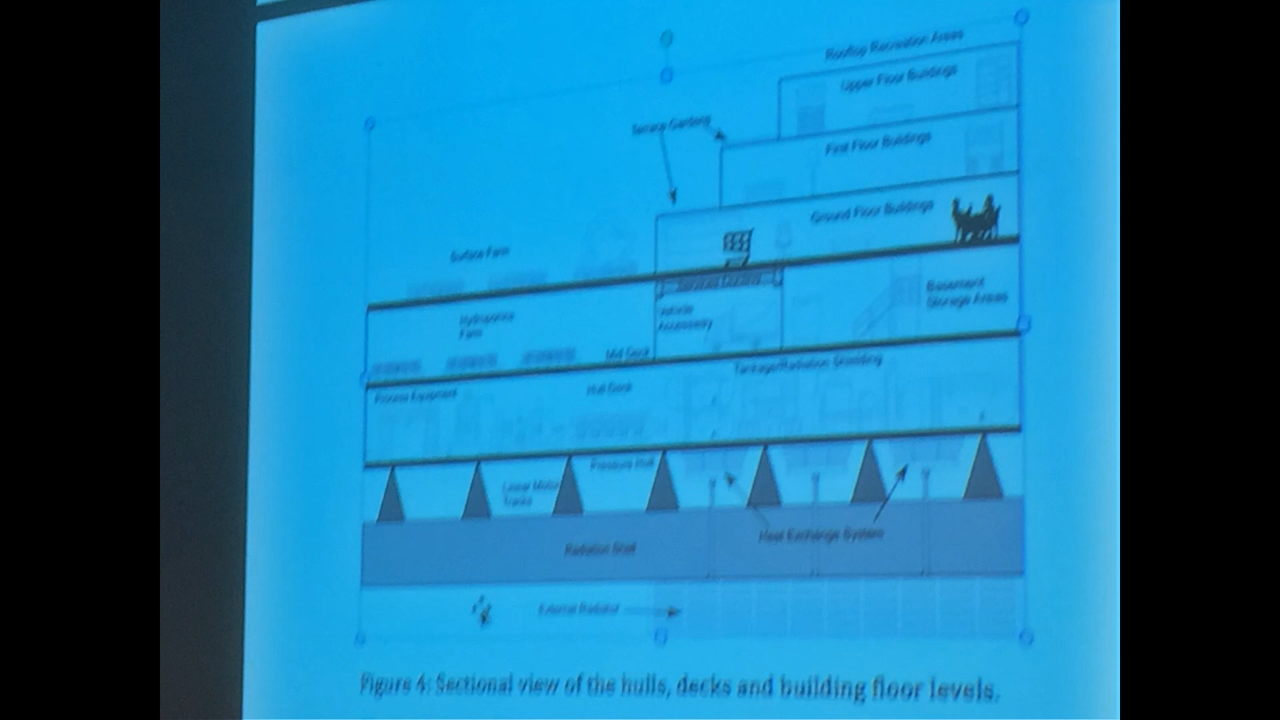 Rooftop Recreation Areas
Upper Floor Buildings
Terrace Gardens
First Floor Buildings
Ground Floor Buildings
Surface Farm
Services Ducting
Basement
Storage Areas
Hydroponics
Farm
Vehicle
Accessway
Mid Deck
Tankage/Radiation Shielding
Process Equipment
Hull Deck
Pressure Hull
Linear Motor
Tracks
Heat Exchange System
Radiation Shell
External Radiator
Figure 4: Sectional view of the hulls, decks and building floor levels.